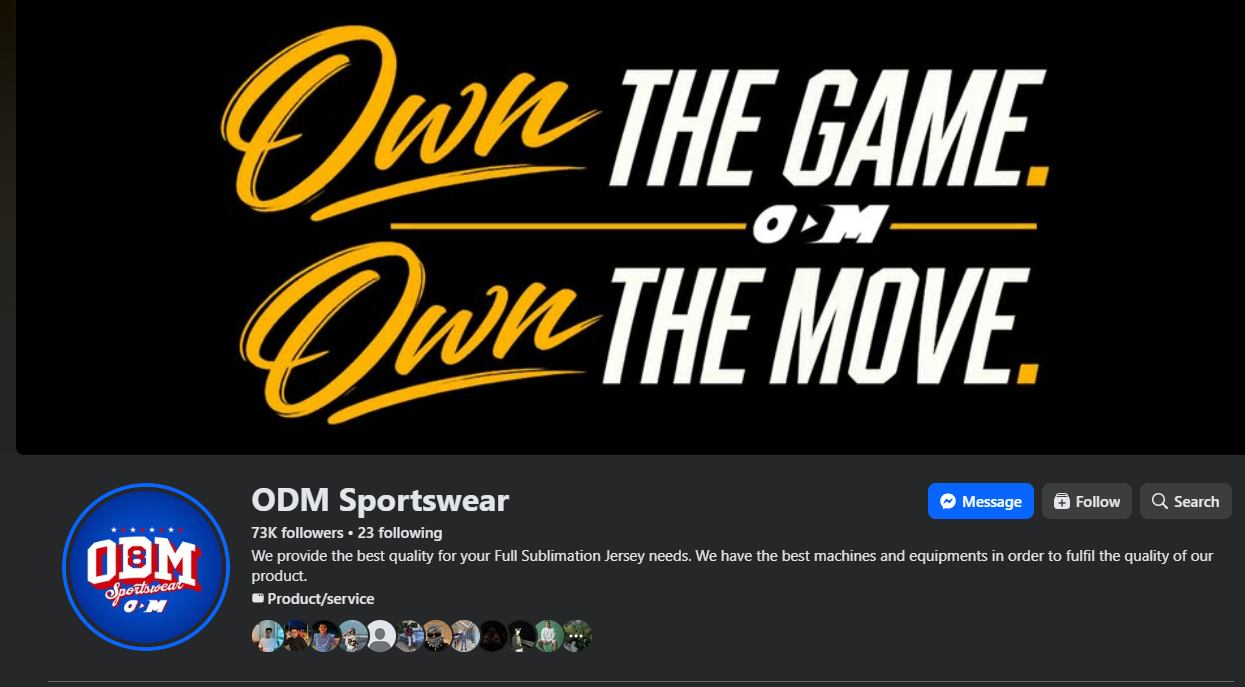 Own THE GAME.
ODM
Own THE MOVE.
ODM Sportswear
73K followers • 23 following
We provide the best quality for your Full Sublimation Jersey needs. We have the best machines and equipments in order to fulfil the quality of our
product.
Product/service
Message
Follow
Search
ODM
8
Sportswear
ODM